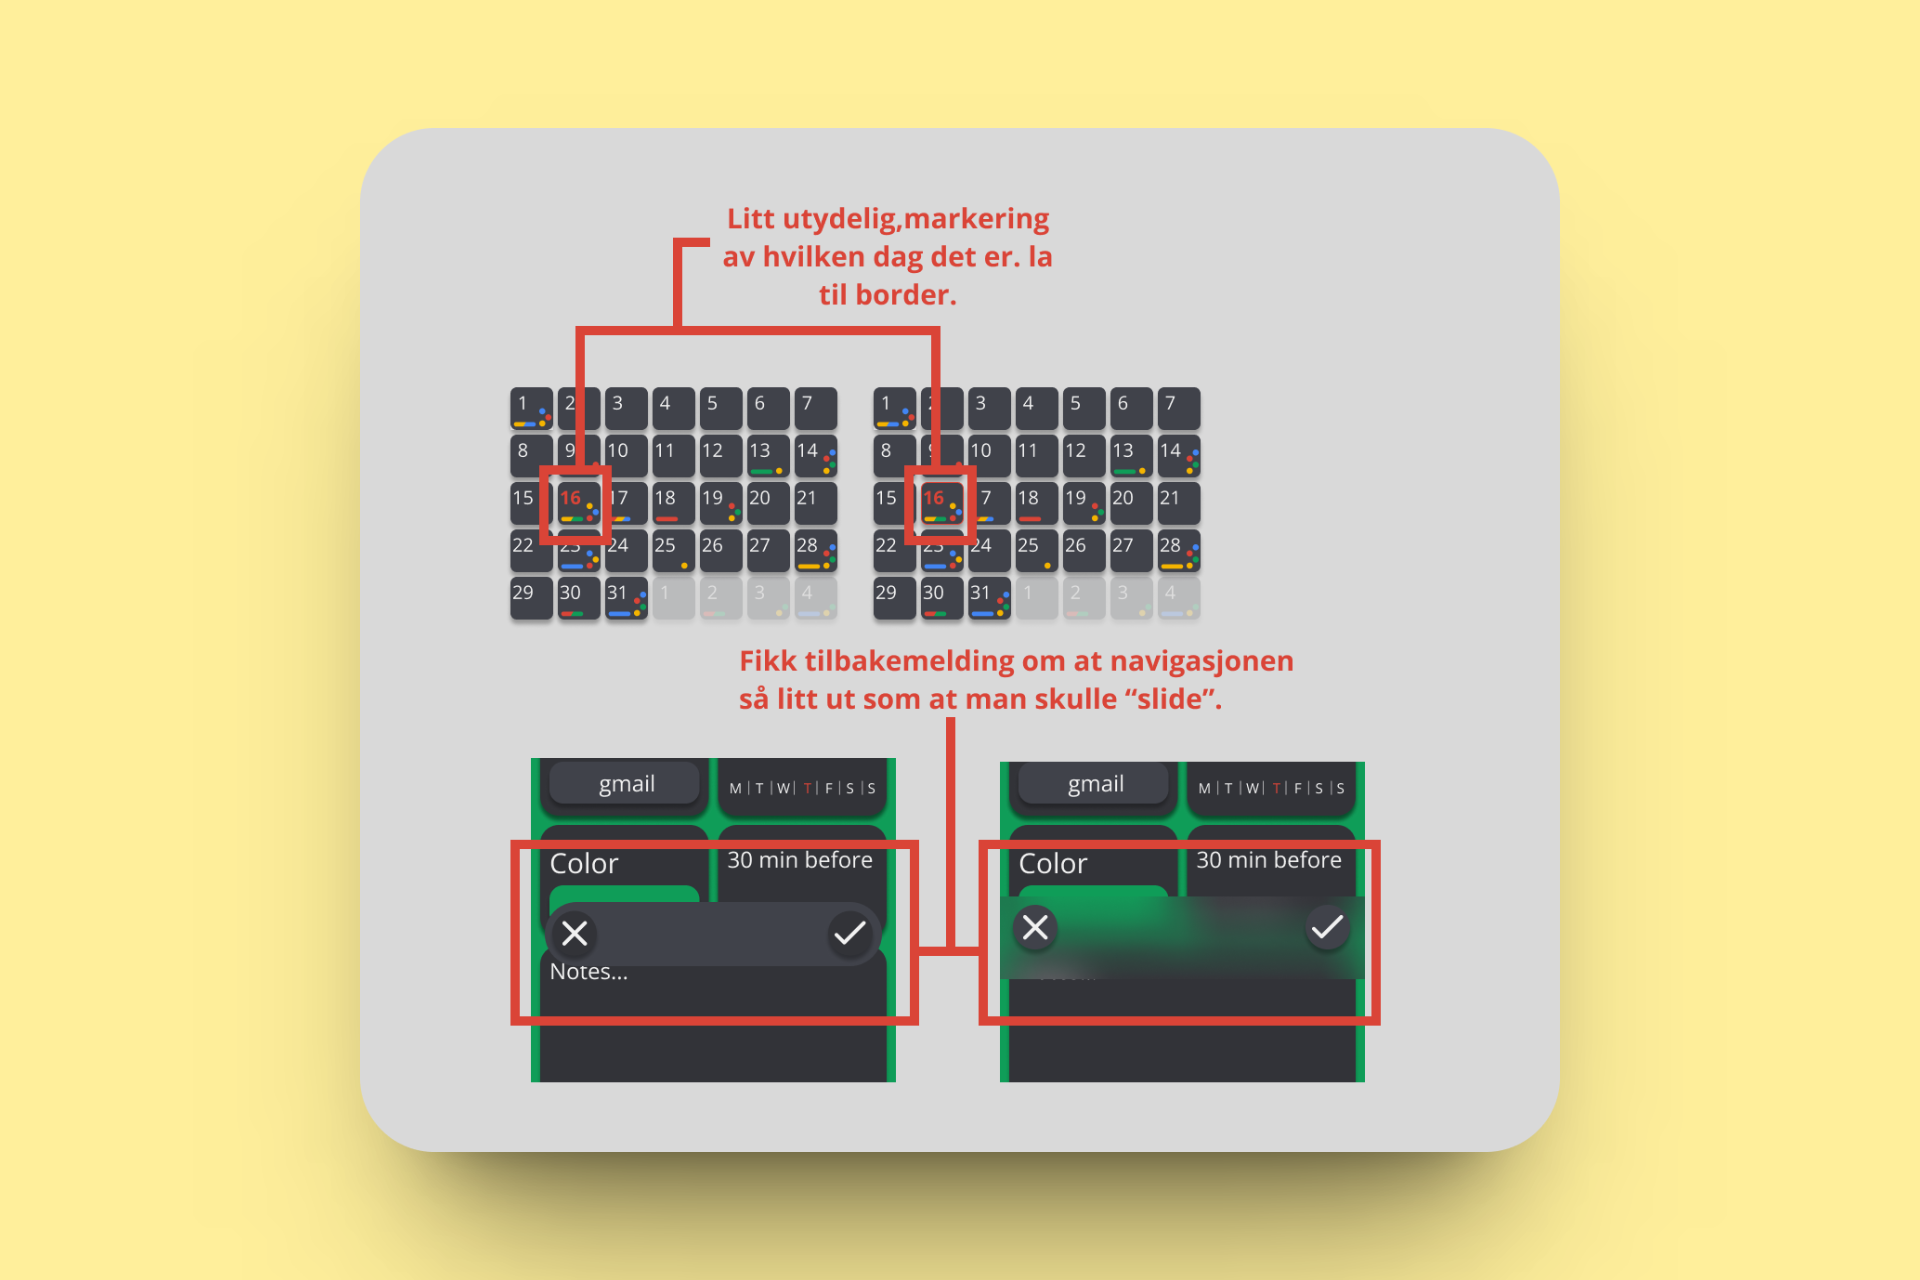 Litt utydelig,markering
av hvilken dag det er. la
til border.
1 2 3 4 5 6 7
8 9 10 11 12 13 14
15 16 17 18 19 20 21
22 23 24 25 26 27 28
29 30 31 1 2 3 4
1 2 3 4 5 6 7
8 9 10 11 12 13 14
15 16 7 18 19 20 21
22 23 24 25 26 27 28
29 30 31 1 2 3 4
Fikk tilbakemelding om at navigasjonen
så litt ut som at man skulle “slide”.
gmail
M | T | W | T | F | S | S
Color
30 min before
Notes...
gmail
M | T | W | T | F | S | S
Color
30 min before